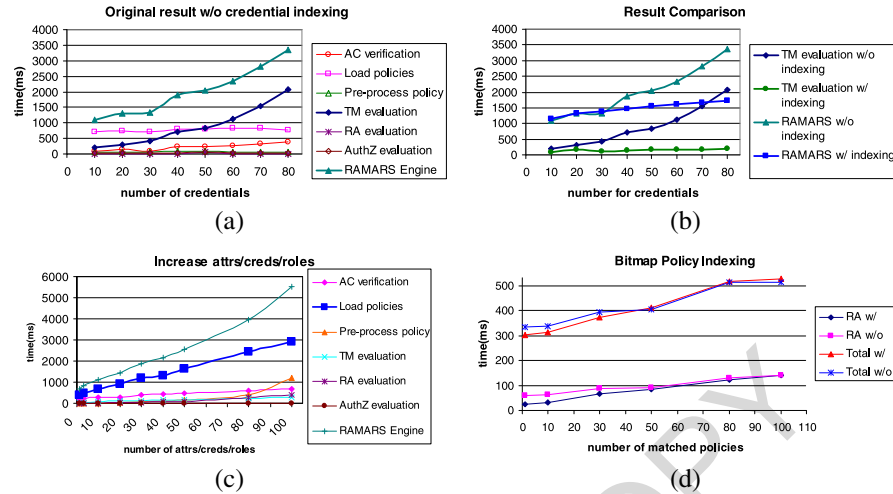 Original result w/o credential indexing
4000
3500
3000
2500
2000
1500
1000
500
0
time(ms)
0 10 20 30 40 50 60 70 80
number of credentials
AC verification
Load policies
Pre-process policy
TM evaluation
RA evaluation
AuthZ evaluation
RAMARS Engine
(a)
Result Comparison
4000
3500
3000
2500
2000
1500
1000
500
0
time(ms)
0 10 20 30 40 50 60 70 80
number for credentials
TM evaluation w/o
indexing
TM evaluation w/
indexing
RAMARS w/o
indexing
RAMARS w/ indexing
(b)
Increase attrs/creds/roles
6000
5000
4000
3000
2000
1000
0
time(ms)
0 10 20 30 40 50 60 70 80 90 100
number of attrs/creds/roles
AC verification
Load policies
Pre-process policy
TM evaluation
RA evaluation
AuthZ evaluation
RAMARS Engine
(c)
Bitmap Policy Indexing
500
400
300
200
100
0
time(ms)
0 10 20 30 40 50 60 70 80 90 100 110
number of matched policies
RA w/
RA w/o
Total w/
Total w/o
(d)
OPY